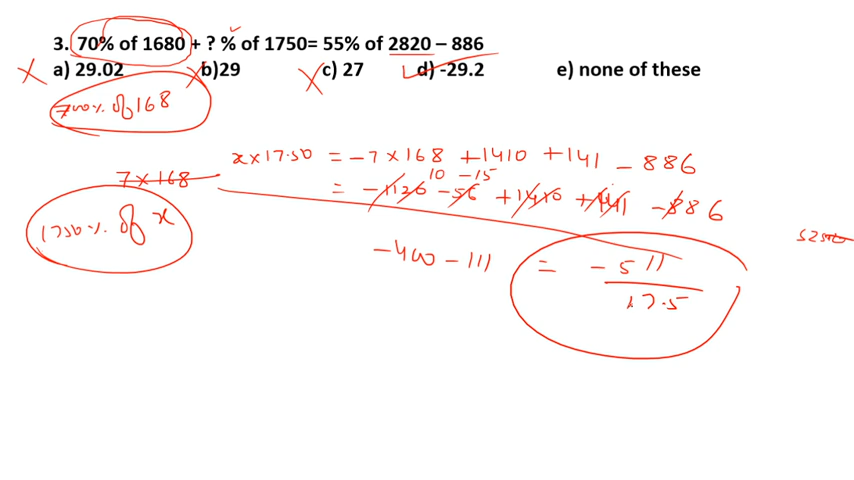 3. 70% of 1680 + ? % of 1750= 55% of 2820 – 886
a) 29.02 b)29 c) 27 d) -29.2 e) none of these
700% of 168
x × 17.50 = -7 × 168 +1410 +141 - 886
10 -15
7 × 168 = -1120 -56 +1410 +141 -886
1750% of x
-400 - 111 = -511
17.5